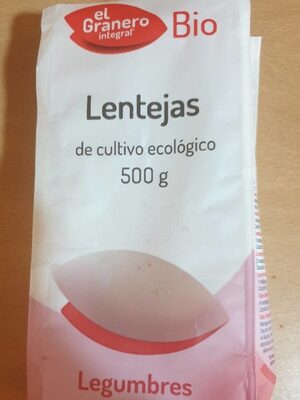 el
Granero
integral
Bio
Lentejas
de cultivo ecológico
500 g
Legumbres